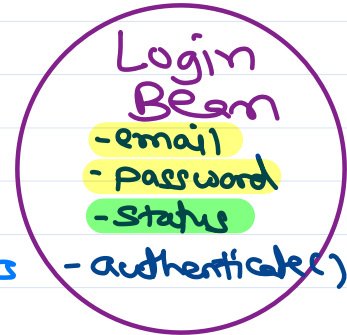 Login
Bean
-email
- password
-status
- authenticate()